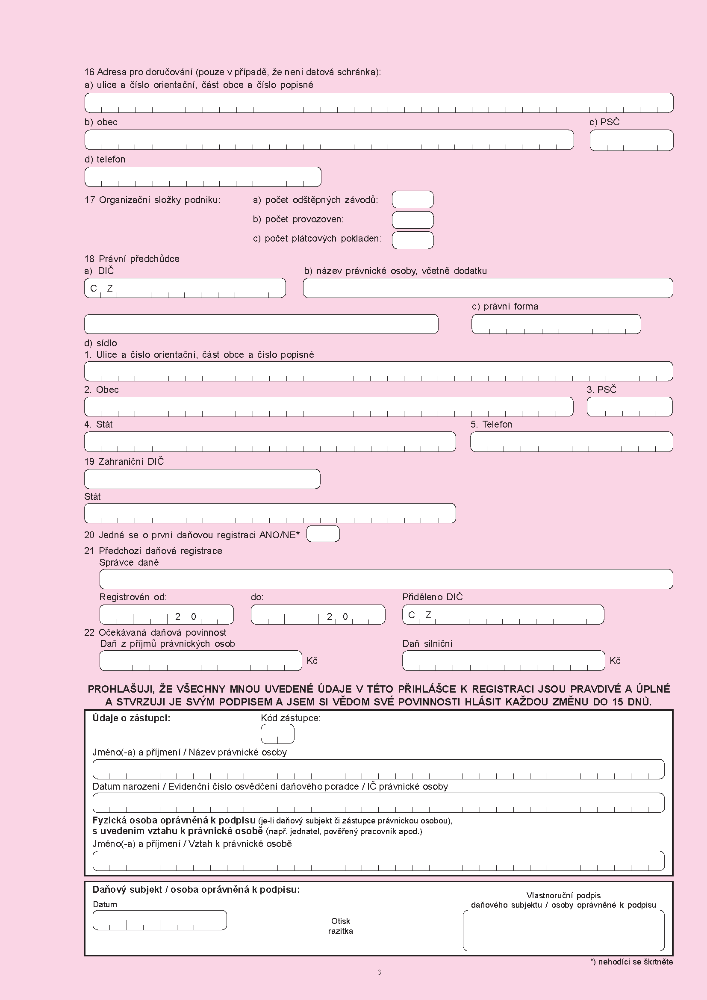 16 Adresa pro doručování (pouze v případě, že není datová schránka):
a) ulice a číslo orientační, část obce a číslo popisné
b) obec c) PSČ
d) telefon
17 Organizační složky podniku: a) počet odštěpných závodů:
b) počet provozoven:
c) počet plátcových pokladen:
18 Právní předchůdce
a) DIČ b) název právnické osoby, včetně dodatku
C Z
c) právní forma
d) sídlo
1. Ulice a číslo orientační, část obce a číslo popisné
2. Obec 3. PSČ
4. Stát 5. Telefon
19 Zahraniční DIČ
Stát
20 Jedná se o první daňovou registraci ANO/NE*
21 Předchozí daňová registrace
Správce daně
Registrován od: do: Přiděleno DIČ
2 0 2 0 C Z
22 Očekávaná daňová povinnost
Daň z příjmů právnických osob Daň silniční
Kč Kč
PROHLAŠUJI, ŽE VŠECHNY MNOU UVEDENÉ ÚDAJE V TÉTO PŘIHLÁŠCE K REGISTRACI JSOU PRAVDIVÉ A ÚPLNÉ
A STVRZUJI JE SVÝM PODPISEM A JSEM SI VĚDOM SVÉ POVINNOSTI HLÁSIT KAŽDOU ZMĚNU DO 15 DNŮ.
Údaje o zástupci: Kód zástupce:
Jméno(-a) a příjmení / Název právnické osoby
Datum narození / Evidenční číslo osvědčení daňového poradce / IČ právnické osoby
Fyzická osoba oprávněná k podpisu (je-li daňový subjekt či zástupce právnickou osobou),
s uvedením vztahu k právnické osobě (např. jednatel, pověřený pracovník apod.)
Jméno(-a) a příjmení / Vztah k právnické osobě
Daňový subjekt / osoba oprávněná k podpisu:
Vlastnoruční podpis
Datum daňového subjektu / osoby oprávněné k podpisu
Otisk
razítka
*) nehodící se škrtněte
3